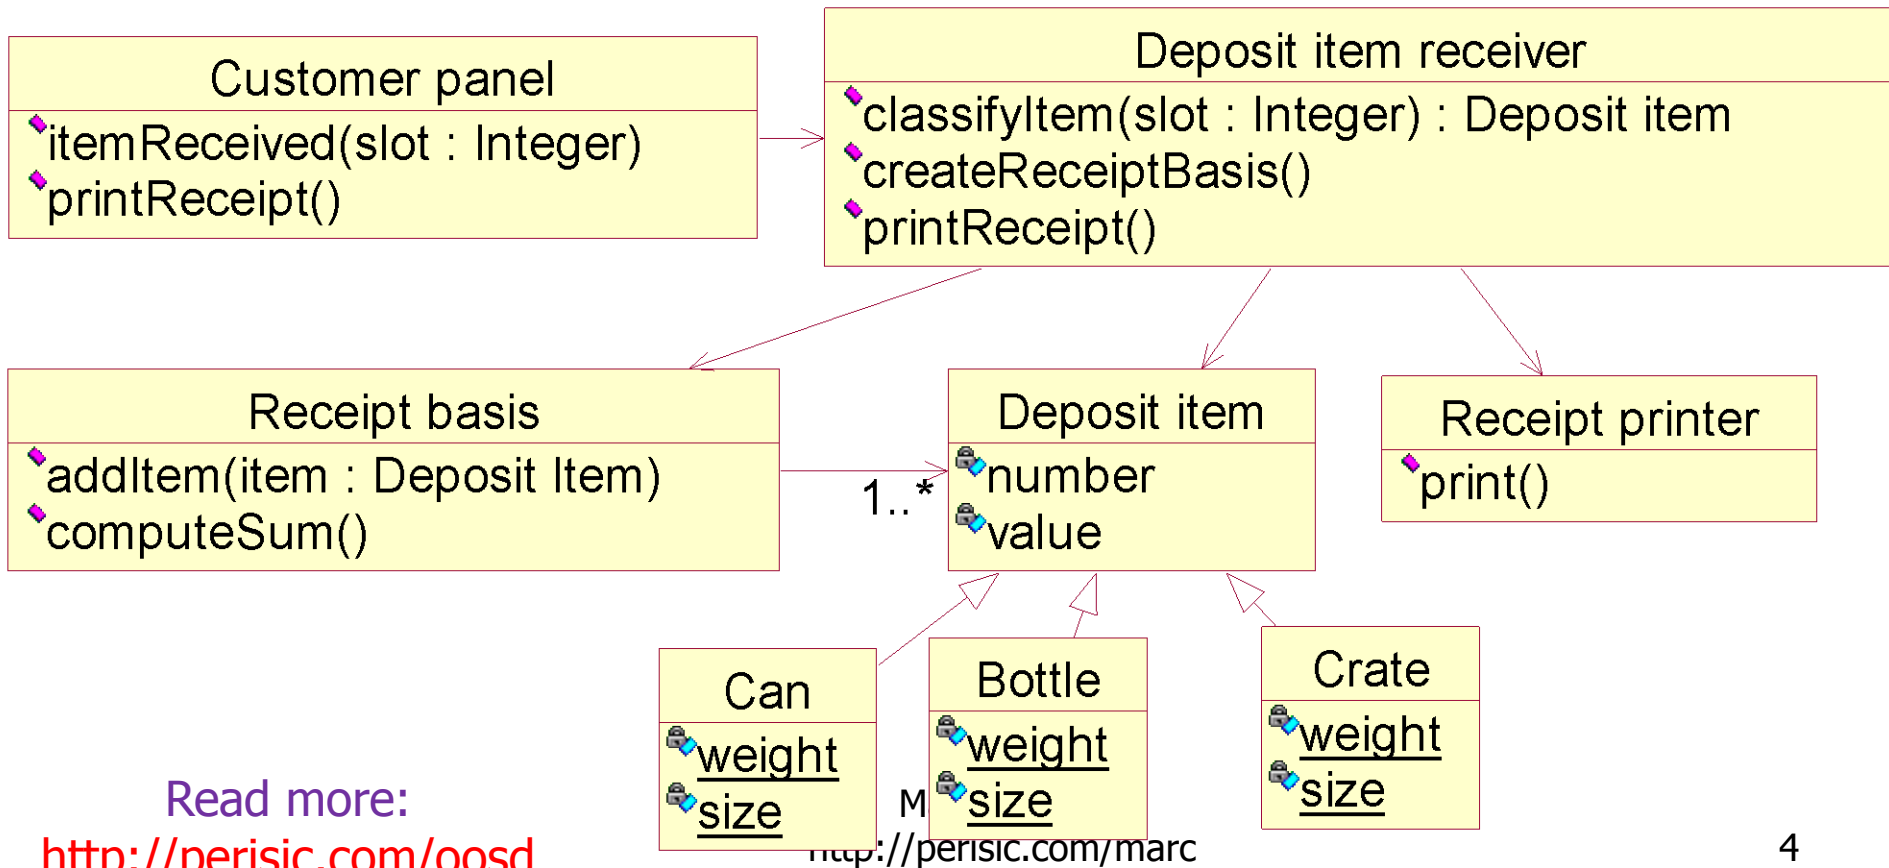 Customer panel
itemReceived(slot : Integer)
printReceipt()
Deposit item receiver
classifyItem(slot : Integer) : Deposit item
createReceiptBasis()
printReceipt()
Receipt basis
addItem(item : Deposit Item)
computeSum()
1..*
Deposit item
number
value
Receipt printer
print()
Can
weight
size
Bottle
weight
size
Crate
weight
size
Read more:
http://perisic.com/oosd
http://perisic.com/marc
4